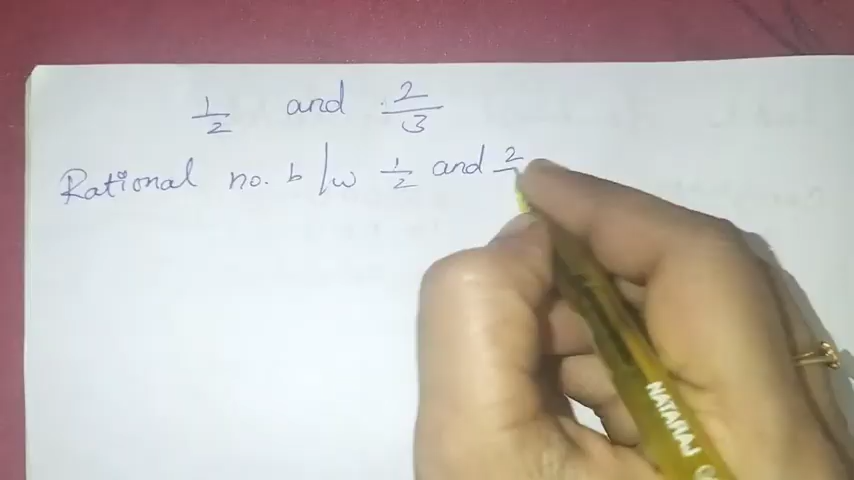 1/2 and 2/3
Rational no. b/w 1/2 and 2
NATARAJ